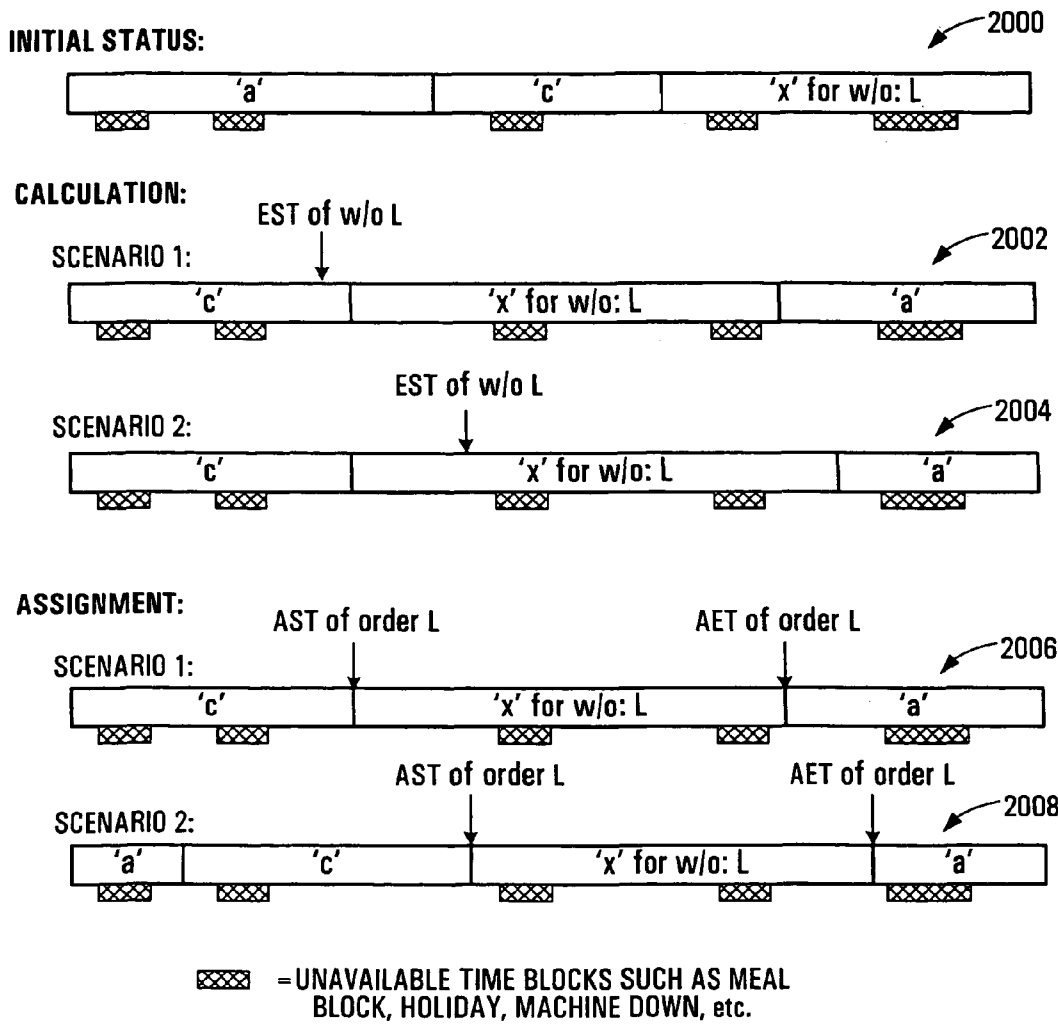 INITIAL STATUS:
2000
'a' 'c' 'x' for w/o: L
CALCULATION:
EST of w/o L
SCENARIO 1:
2002
'c' 'x' for w/o: L 'a'
EST of w/o L
SCENARIO 2:
2004
'c' 'x' for w/o: L 'a'
ASSIGNMENT:
AST of order L AET of order L
SCENARIO 1:
2006
'c' 'x' for w/o: L 'a'
AST of order L AET of order L
SCENARIO 2:
2008
'a' 'c' 'x' for w/o: L 'a'
=UNAVAILABLE TIME BLOCKS SUCH AS MEAL
BLOCK, HOLIDAY, MACHINE DOWN, etc.